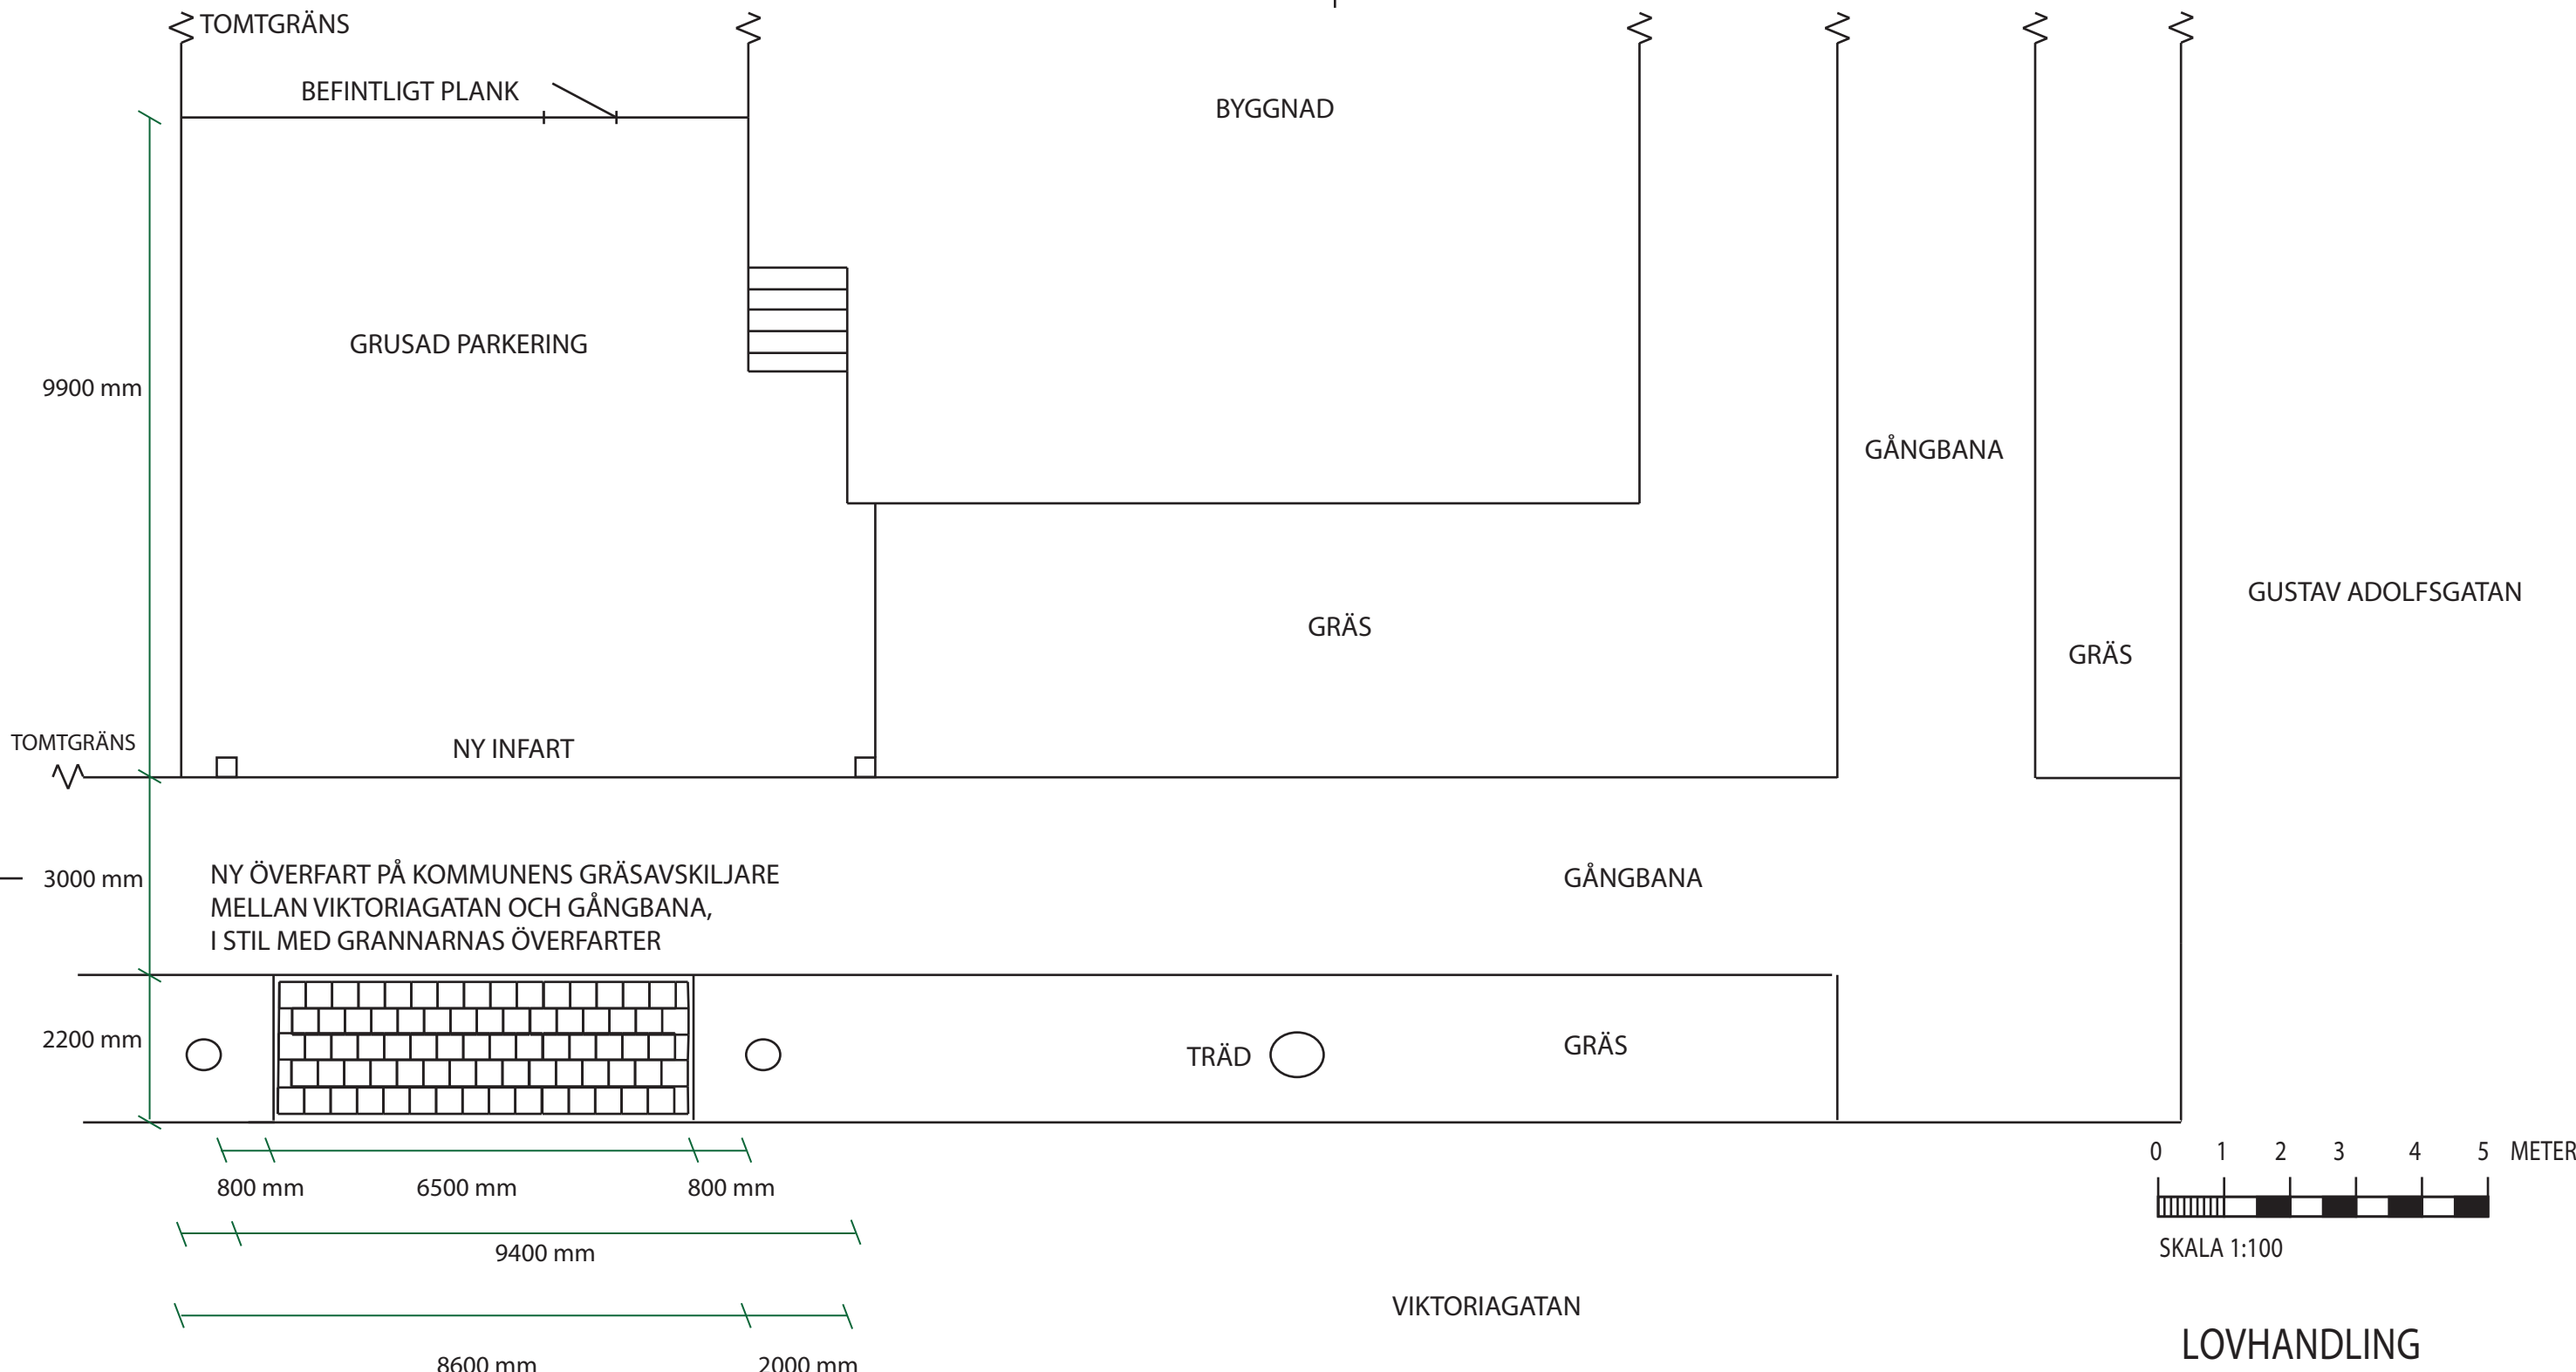 TOMTGRÄNS
BEFINTLIGT PLANK
BYGGNAD
GRUSAD PARKERING
9900 mm
GÅNGBANA
GUSTAV ADOLFSGATAN
GRÄS
GRÄS
TOMTGRÄNS
NY INFART
3000 mm
NY ÖVERFART PÅ KOMMUNENS GRÄSAVSKILJARE
MELLAN VIKTORIAGATAN OCH GÅNGBANA,
I STIL MED GRANNARNAS ÖVERFARTER
GÅNGBANA
2200 mm
TRÄD
GRÄS
0 1 2 3 4 5 METER
800 mm 6500 mm 800 mm
9400 mm
SKALA 1:100
VIKTORIAGATAN
LOVHANDLING
8600 mm 2000 mm